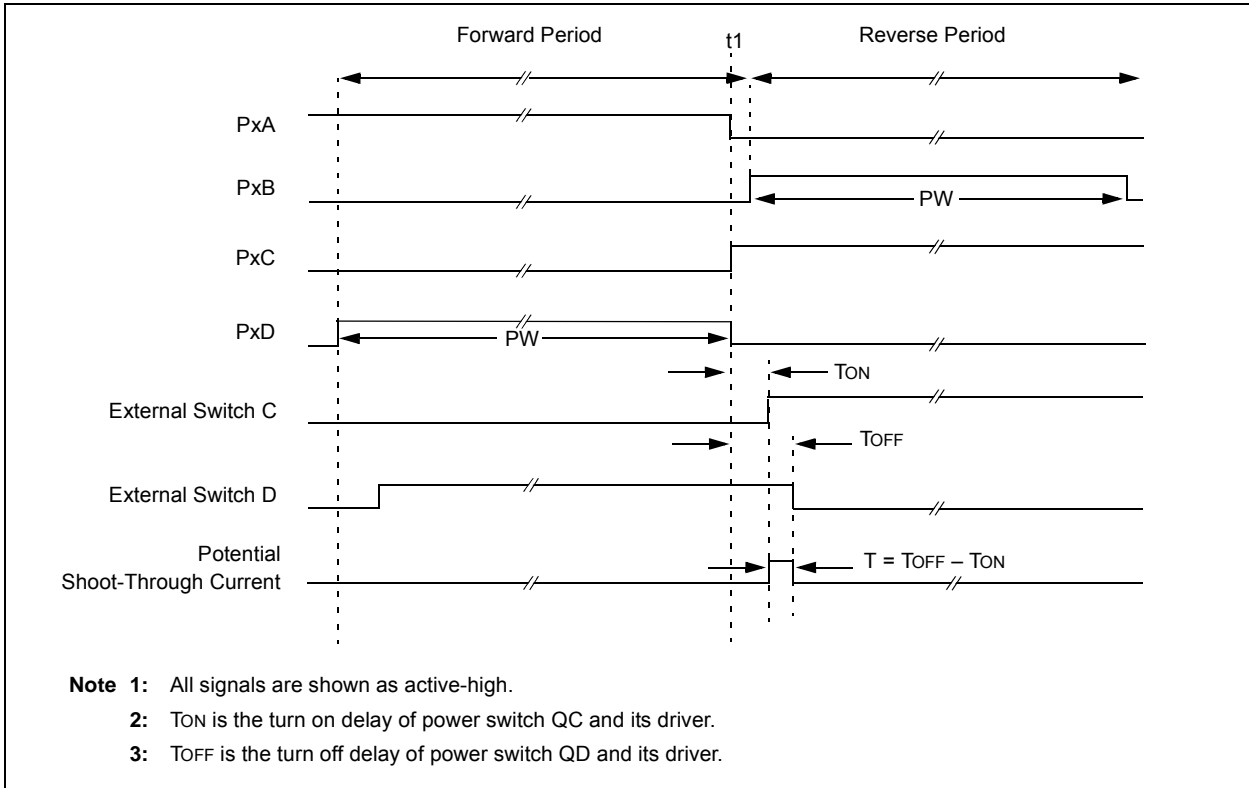 Forward Period
t1
Reverse Period
PxA
PxB
PW
PxC
PxD
PW
TON
External Switch C
TOFF
External Switch D
Potential
Shoot-Through Current
T = TOFF – TON
Note 1: All signals are shown as active-high.
2: TON is the turn on delay of power switch QC and its driver.
3: TOFF is the turn off delay of power switch QD and its driver.